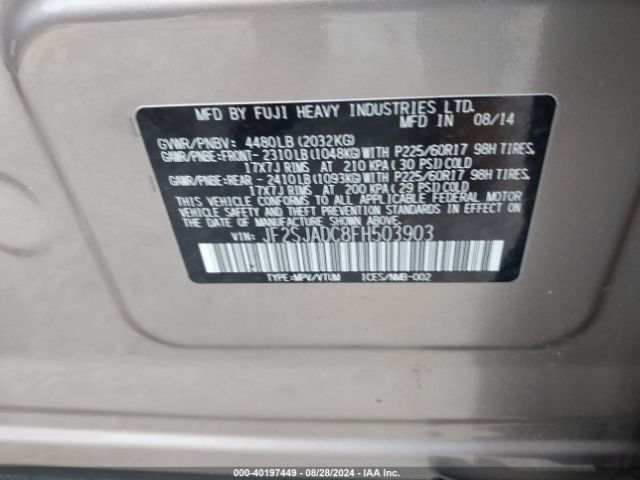 MFD BY FUJI HEAVY INDUSTRIES LTD.
MFD IN 08/14
GVWR/PNBV: 4480LB(2032KG)
GAWR/PNBE:FRONT- 2310LB(1048KG)WITH P225/60R17 98H TIRES,
17X7J RIMS AT 210 KPA(30 PSI)COLD
GAWR/PNBE-REAR - 2410LB(1093KG)WITH P225/60R17 98H TIRES,
17X7J RIMS AT 200 KPA(29 PSI)COLD
THIS VEHICLE CONFORMS TO ALL APPLICABLE FEDERAL MOTOR
VEHICLE SAFETY AND BUMPER STANDARDS IN EFFECT ON THE
DATE OF MANUFACTURE SHOWN ABOVE.
VIN: JF2SJADC8FH503903
TYPE:MPV/VTUM ICES/NMB-002
000-40197449 - 08/28/2024 - IAA Inc.